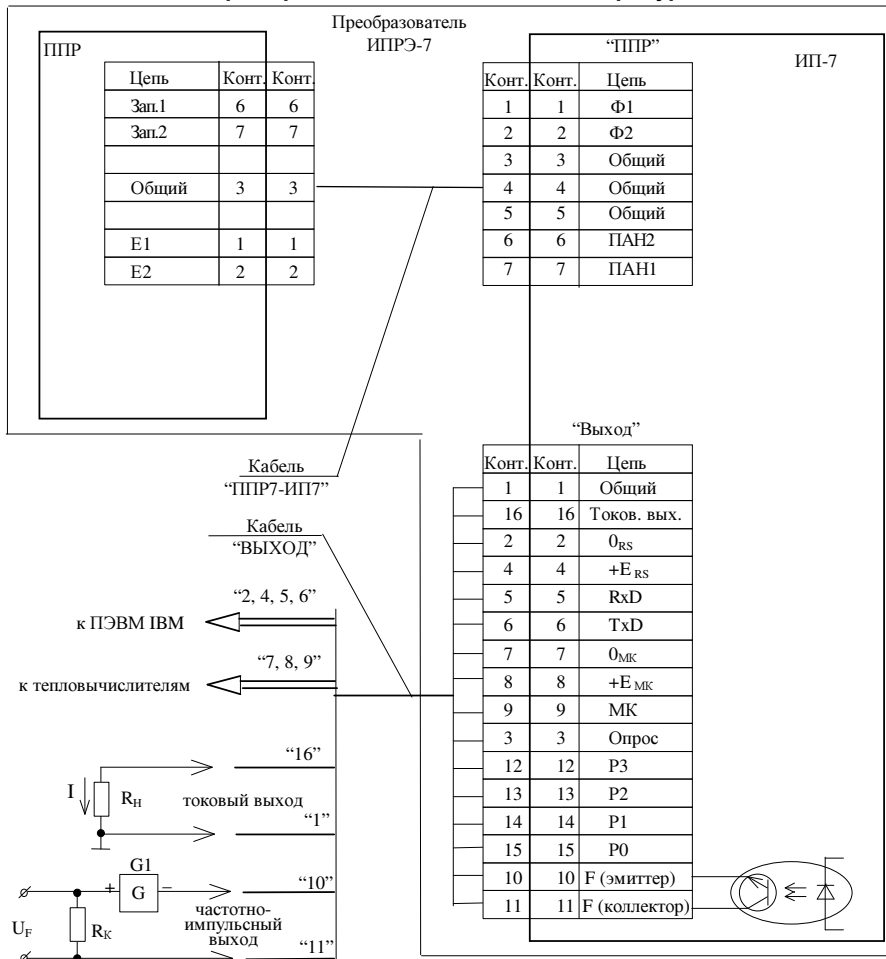 Преобразователь
ИПРЭ-7
ППР
Цепь Конт. Конт.
Зап.1 6 6
Зап.2 7 7
Общий 3 3
E1 1 1
E2 2 2
“ППР”
ИП-7
Конт. Конт. Цепь
1 1 Ф1
2 2 Ф2
3 3 Общий
4 4 Общий
5 5 Общий
6 6 ПАН2
7 7 ПАН1
Кабель
“ППР7-ИП7”
Кабель
“ВЫХОД”
“Выход”
Конт. Конт. Цепь
1 1 Общий
16 16 Токов. вых.
2 2 0RS
4 4 +E RS
5 5 RxD
6 6 TxD
7 7 0МК
8 8 +E МК
9 9 МК
3 3 Опрос
12 12 P3
13 13 P2
14 14 P1
15 15 P0
10 10 F (эмиттер)
11 11 F (коллектор)
“2, 4, 5, 6”
к ПЭВМ IBM
“7, 8, 9”
к тепловычислителям
“16”
I RН токовый выход
“1”
G1
+ G –
“10”
частотно-
импульсный
выход
UF RК
“11”